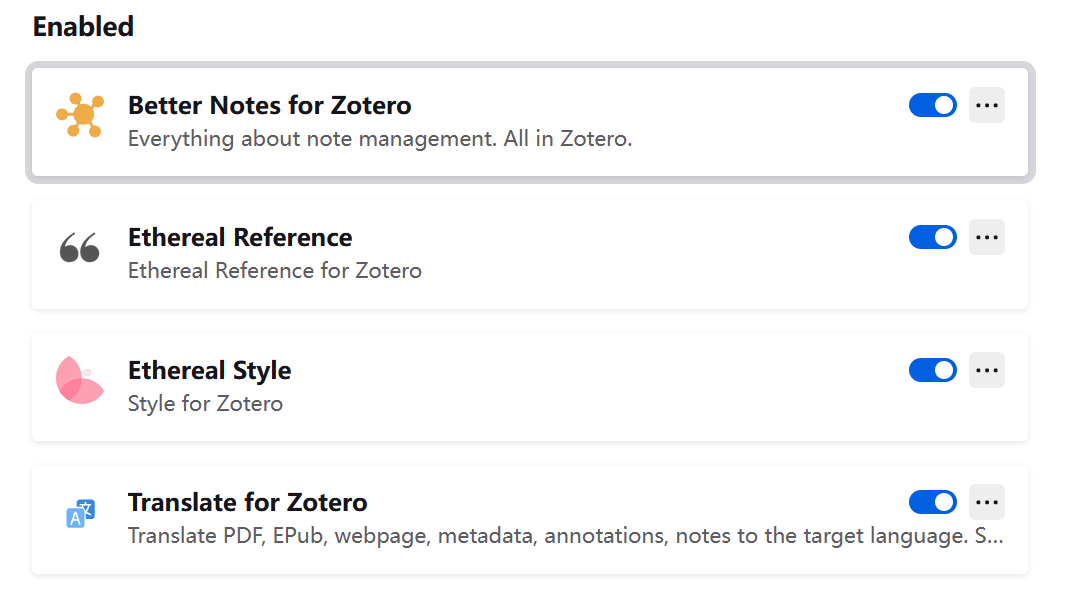 Enabled
Better Notes for Zotero
Everything about note management. All in Zotero.
Ethereal Reference
Ethereal Reference for Zotero
Ethereal Style
Style for Zotero
A 文
Translate for Zotero
Translate PDF, EPub, webpage, metadata, annotations, notes to the target language. S...